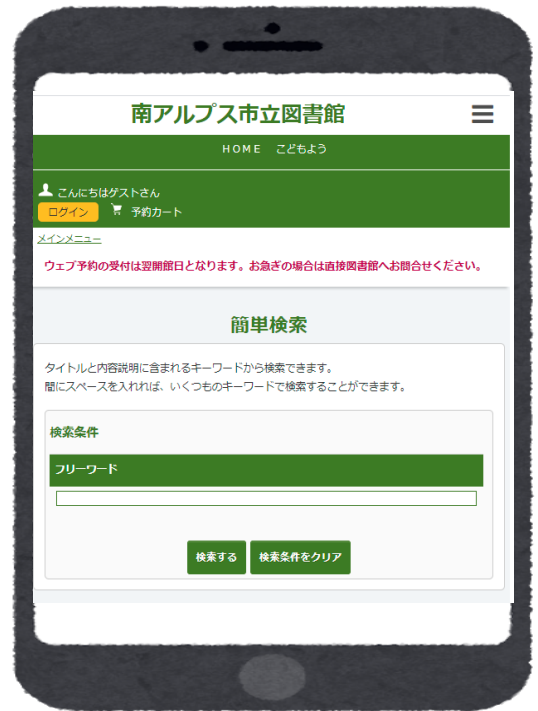 南アルプス市立図書館
HOME こどもよう
こんにちはゲストさん
ログイン 予約カート
メインメニュー
ウェブ予約の受付は翌開館日となります。お急ぎの場合は直接図書館へお問合せください。
簡単検索
タイトルと内容説明に含まれるキーワードから検索できます。
間にスペースを入れれば、いくつものキーワードで検索することができます。
検索条件
フリーワード
検索する 検索条件をクリア